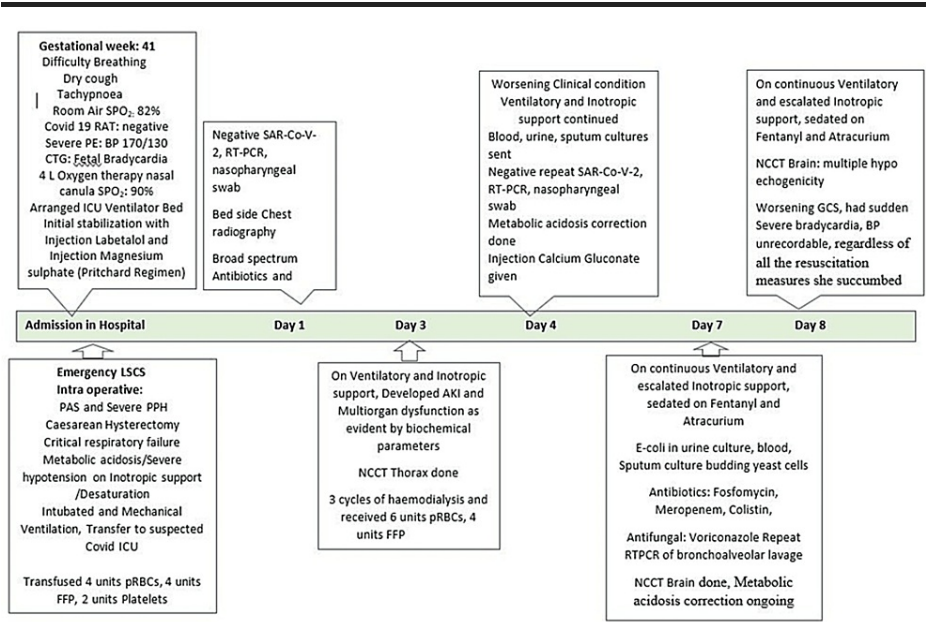 Gestational week: 41
Difficulty Breathing
Dry cough
Tachypnoea
Room Air SPO2: 82%
Covid 19 RAT: negative
Severe PE: BP 170/130
CTG: Fetal Bradycardia
4 L Oxygen therapy nasal
canula SPO2: 90%
Arranged ICU Ventilator Bed
Initial stabilization with
Injection Labetalol and
Injection Magnesium
sulphate (Pritchard Regimen)
Negative SAR-Co-V-
2, RT-PCR,
nasopharyngeal
swab
Bed side Chest
radiography
Broad spectrum
Antibiotics and
Worsening Clinical condition
Ventilatory and Inotropic
support continued
Blood, urine, sputum cultures
sent
Negative repeat SAR-Co-V-2,
RT-PCR, nasopharyngeal
swab
Metabolic acidosis correction
done
Injection Calcium Gluconate
given
On continuous Ventilatory
and escalated Inotropic
support, sedated on
Fentanyl and Atracurium
NCCT Brain: multiple hypo
echogenicity
Worsening GCS, had sudden
Severe bradycardia, BP
unrecordable, regardless of
all the resuscitation
measures she succumbed
Admission in Hospital
Day 1
Day 3
Day 4
Day 7
Day 8
Emergency LSCS
Intra operative:
PAS and Severe PPH
Caesarean Hysterectomy
Critical respiratory failure
Metabolic acidosis/Severe
hypotension on Inotropic support
/Desaturation
Intubated and Mechanical
Ventilation, Transfer to suspected
Covid ICU
Transfused 4 units pRBCs, 4 units
FFP, 2 units Platelets
On Ventilatory and Inotropic
support, Developed AKI and
Multiorgan dysfunction as
evident by biochemical
parameters
NCCT Thorax done
3 cycles of haemodialysis and
received 6 units pRBCs, 4
units FFP
On continuous Ventilatory and
escalated Inotropic support,
sedated on Fentanyl and
Atracurium
E-coli in urine culture, blood,
Sputum culture budding yeast cells
Antibiotics: Fosfomycin,
Meropenem, Colistin,
Antifungal: Voriconazole Repeat
RTPCR of bronchoalveolar lavage
NCCT Brain done, Metabolic
acidosis correction ongoing